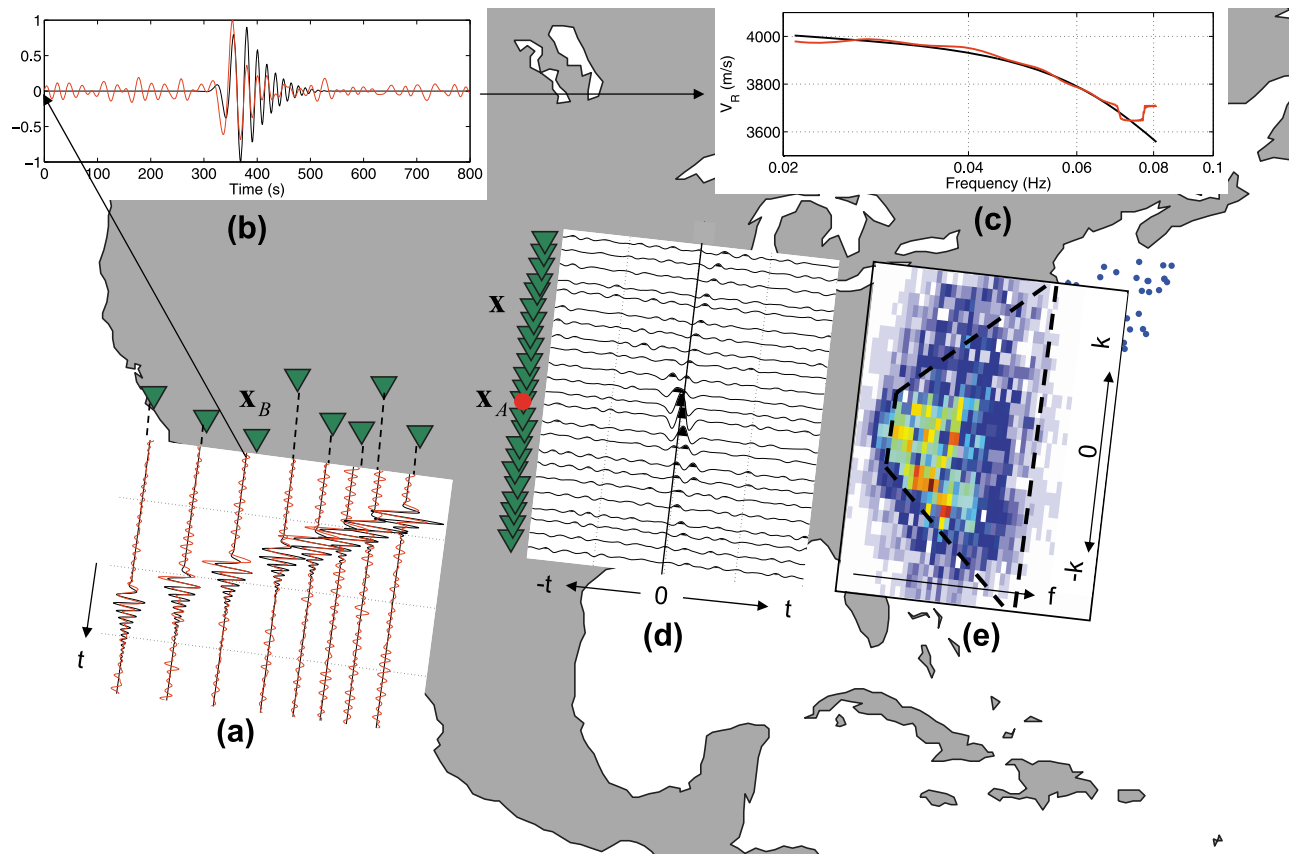 1
0.5
0
-0.5
-1
0 100 200 300 400 500 600 700 800
Time (s)
(b)
4000
3800
3600
V_R (m/s)
0.02 0.04 0.06 0.08 0.1
Frequency (Hz)
(c)
x
x_A
x_B
t
(a)
-t 0 t
(d)
k
0
-k
f
(e)